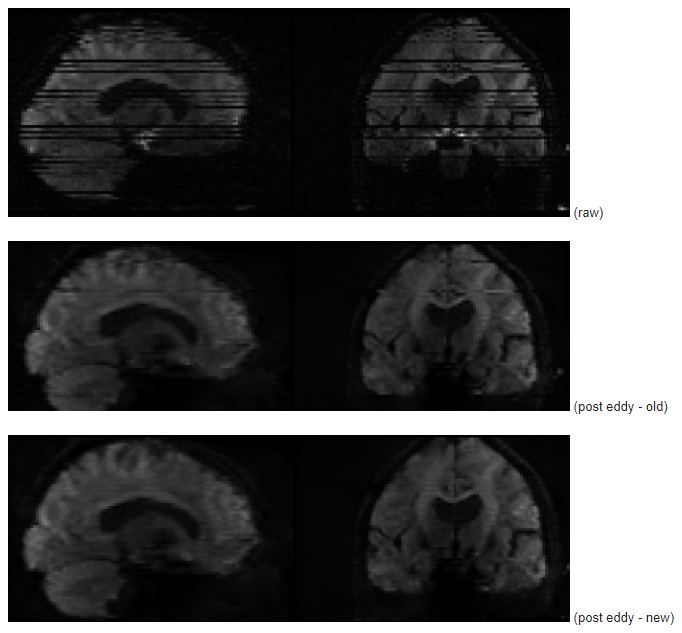 (raw)
(post eddy - old)
(post eddy - new)